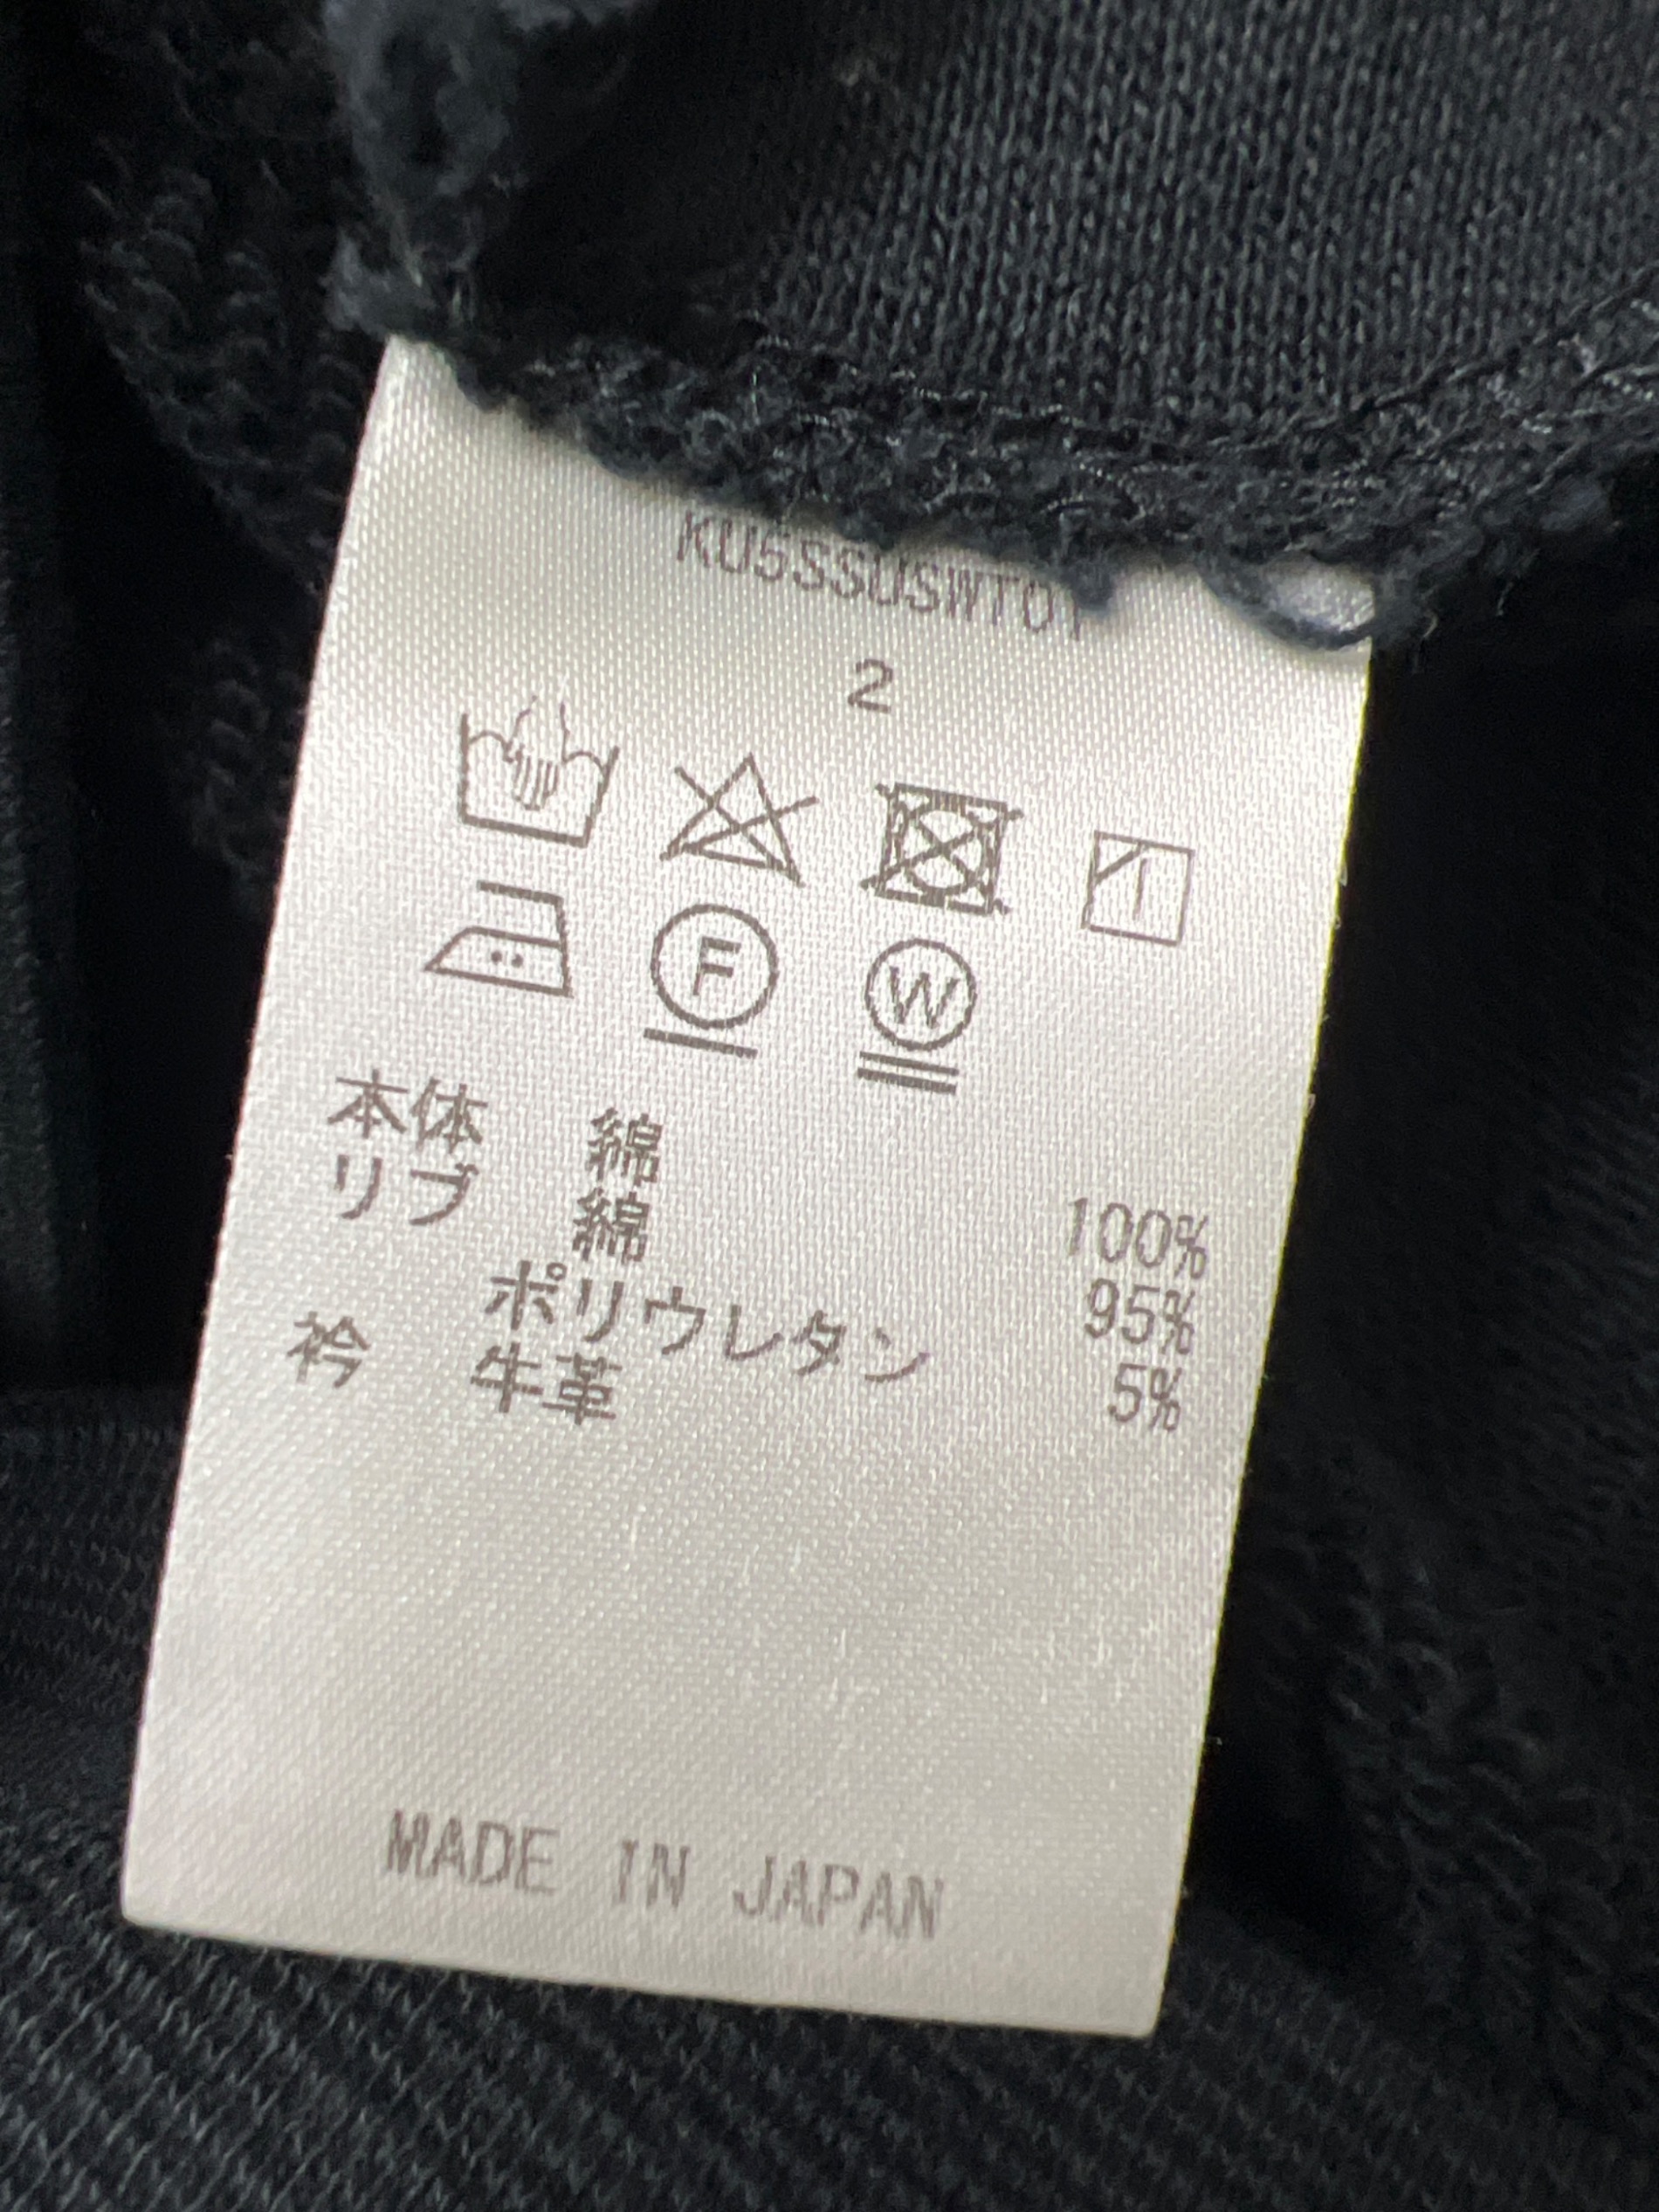 KU5SSUSWT01
2
F W
本体 綿 100%
リブ 綿 95%
ポリウレタン 5%
衿 牛革
MADE IN JAPAN